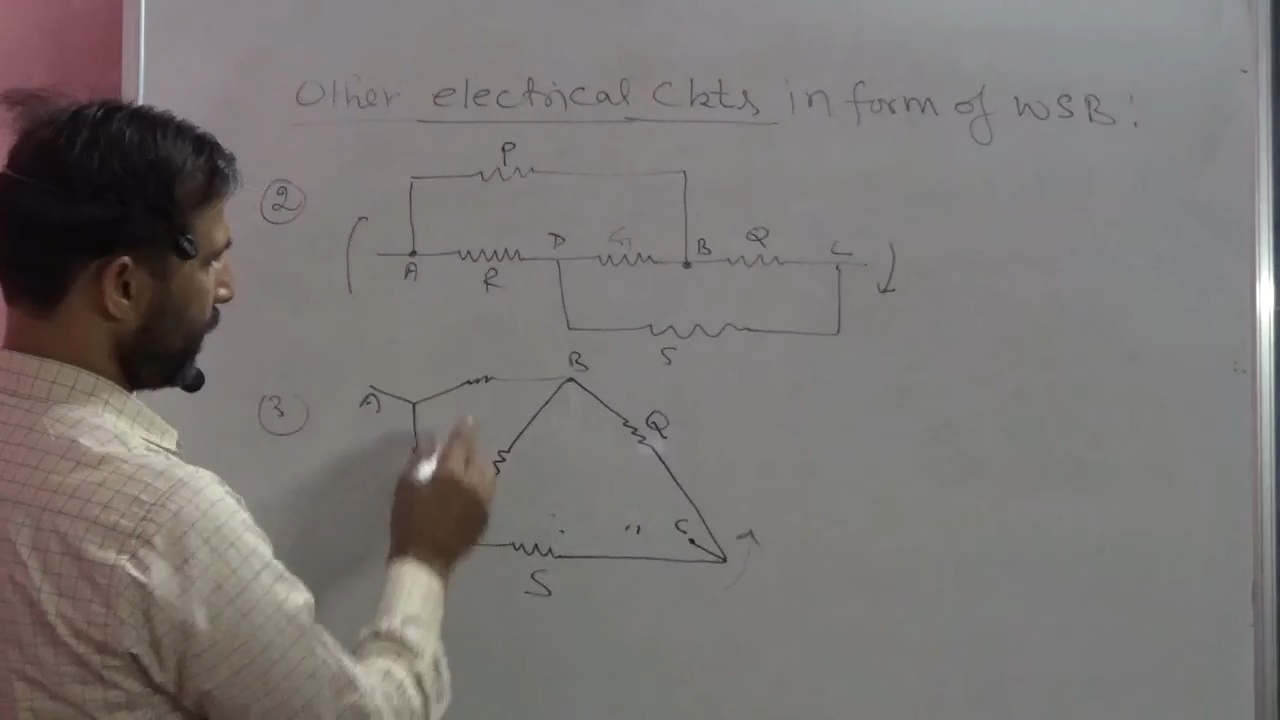 Other electrical Ckts in form of WSB:
P
2
D G B Q C
A R
S
B
3 A Q
C
S